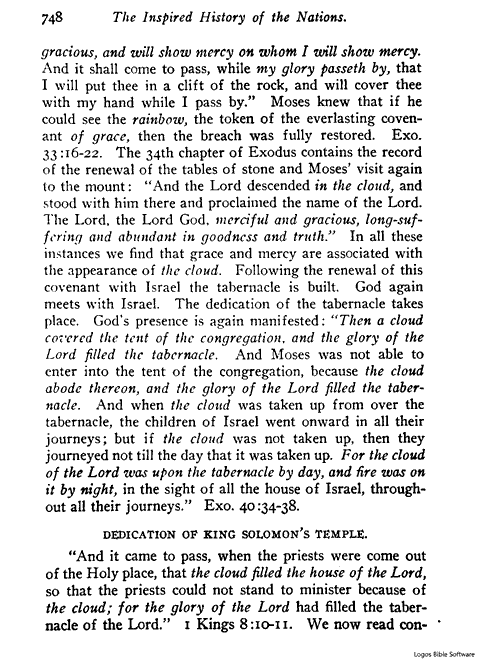 748 The Inspired History of the Nations.
gracious, and will show mercy on whom I will show mercy.
And it shall come to pass, while my glory passeth by, that
I will put thee in a clift of the rock, and will cover thee
with my hand while I pass by.” Moses knew that if he
could see the rainbow, the token of the everlasting coven-
ant of grace, then the breach was fully restored. Exo.
33:16-22. The 34th chapter of Exodus contains the record
of the renewal of the tables of stone and Moses’ visit again
to the mount: “And the Lord descended in the cloud, and
stood with him there and proclaimed the name of the Lord.
The Lord, the Lord God, merciful and gracious, long-suf-
fering and abundant in goodness and truth.” In all these
instances we find that grace and mercy are associated with
the appearance of the cloud. Following the renewal of this
covenant with Israel the tabernacle is built. God again
meets with Israel. The dedication of the tabernacle takes
place. God’s presence is again manifested: “Then a cloud
covered the tent of the congregation, and the glory of the
Lord filled the tabernacle. And Moses was not able to
enter into the tent of the congregation, because the cloud
abode thereon, and the glory of the Lord filled the taber-
nacle. And when the cloud was taken up from over the
tabernacle, the children of Israel went onward in all their
journeys; but if the cloud was not taken up, then they
journeyed not till the day that it was taken up. For the cloud
of the Lord was upon the tabernacle by day, and fire was on
it by night, in the sight of all the house of Israel, through-
out all their journeys.” Exo. 40:34-38.
DEDICATION OF KING SOLOMON’S TEMPLE.
“And it came to pass, when the priests were come out
of the Holy place, that the cloud filled the house of the Lord,
so that the priests could not stand to minister because of
the cloud; for the glory of the Lord had filled the taber-
nacle of the Lord.” 1 Kings 8:10-11. We now read con-
Logos Bible Software